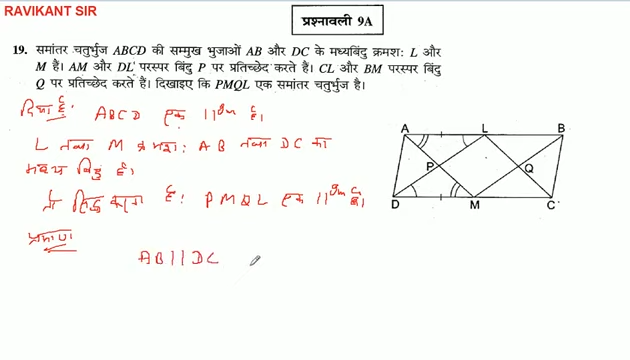 RAVIKANT SIR
प्रश्नावली 9A
19. समांतर चतुर्भुज ABCD की सम्मुख भुजाओं AB और DC के मध्यबिंदु क्रमश: L और
M है। AM और DL परस्पर बिंदु P पर प्रतिच्छेद करते हैं। CL और BM परस्पर बिंदु
Q पर प्रतिच्छेद करते हैं। दिखाइए कि PMQL एक समांतर चतुर्भुज है।
दिया है: ABCD एक ||gm है।
L तथा M क्रमश: AB तथा DC का
मध्य बिंदु है।
तो सिद्ध करना है: PMQL एक ||gm है।
प्रमाण
AB||DC
A L B
P Q
D M C